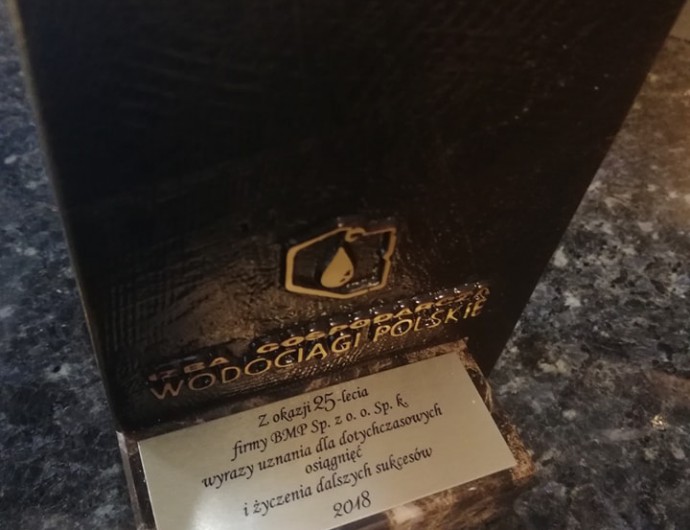 IZBA GOSPODARCZA
WODOCIĄGI POLSKIE
Z okazji 25-lecia
firmy BMP Sp. z o. o. Sp. k.
wyrazy uznania dla dotychczasowych
osiągnięć
i życzenia dalszych sukcesów
2018